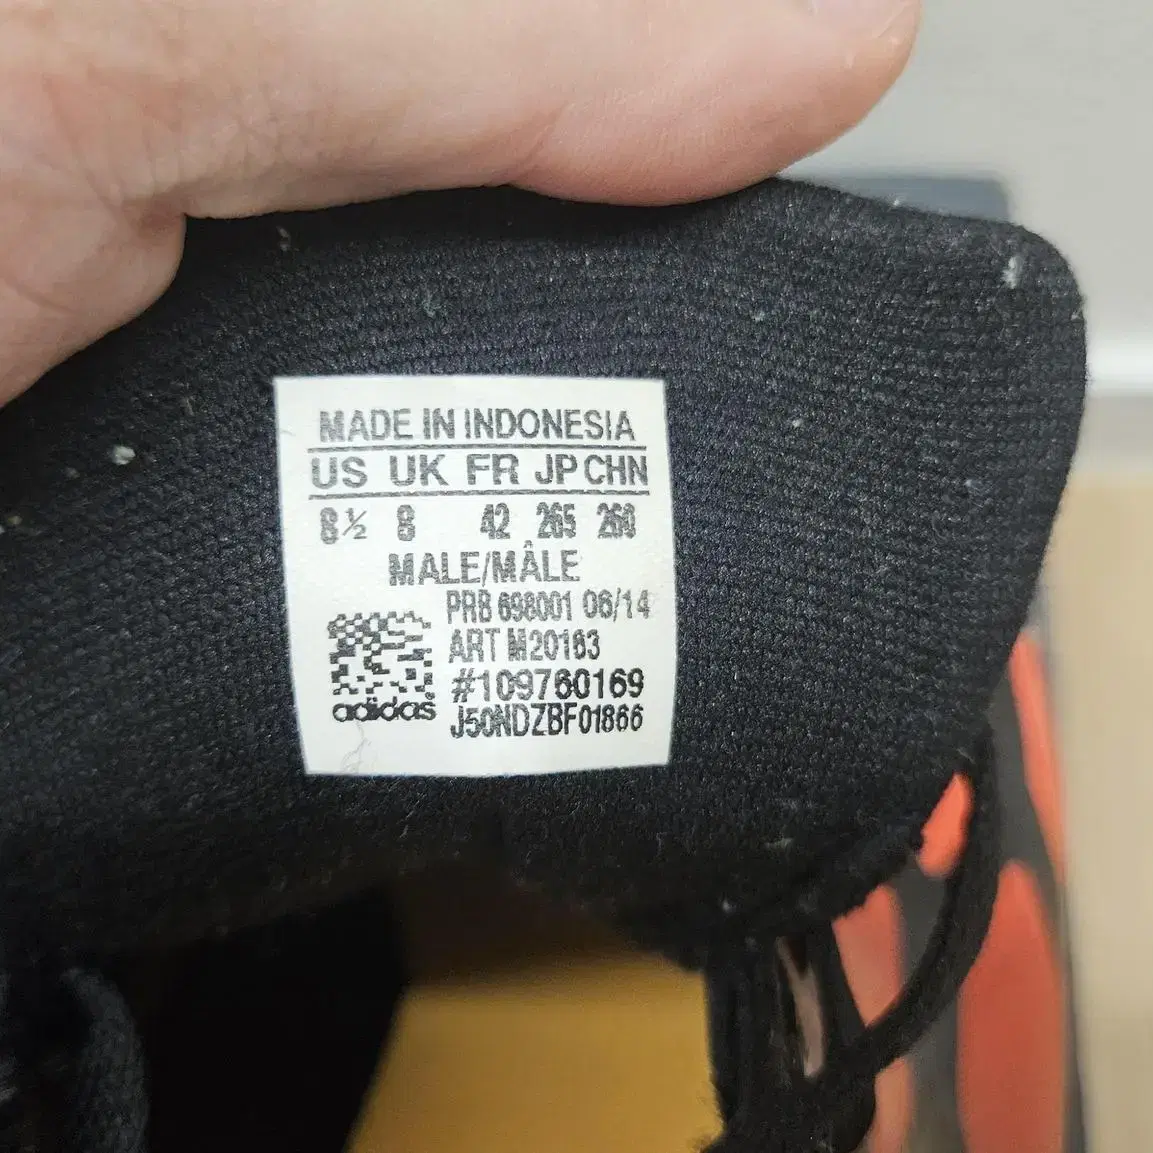 MADE IN INDONESIA
US UK FR JP CHN
8½ 8 42 265 260
MALE/MÂLE
PRB 698001 06/14
ART M20163
#109760169
adidas J50NDZBF01866